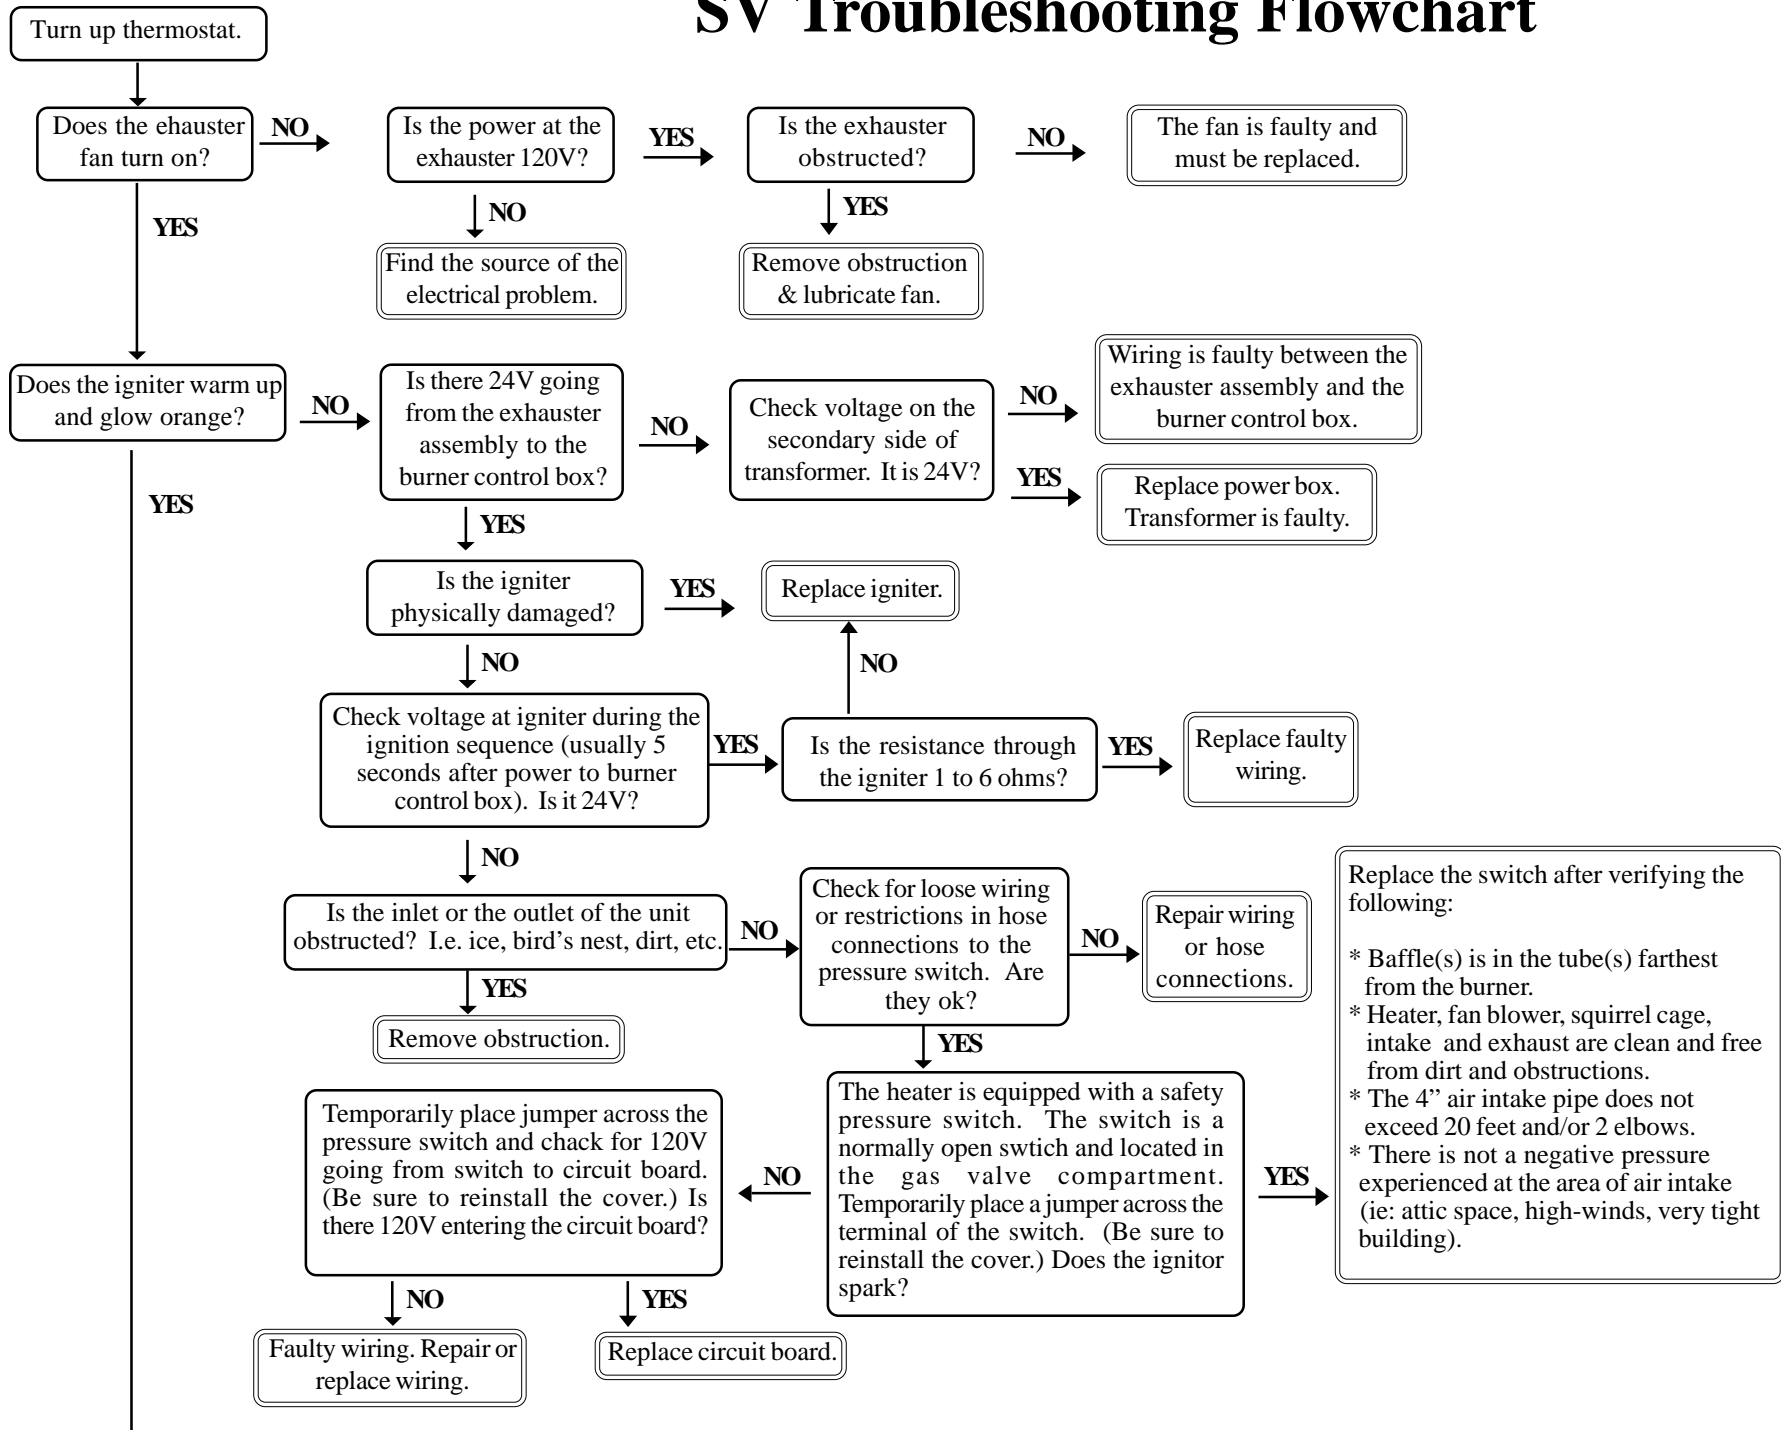 SV Troubleshooting Flowchart
Turn up thermostat.
Does the ehauster
fan turn on?
NO
Is the power at the
exhauster 120V?
YES
Is the exhauster
obstructed?
NO
The fan is faulty and
must be replaced.
YES
NO
YES
Find the source of the
electrical problem.
Remove obstruction
& lubricate fan.
Does the igniter warm up
and glow orange?
NO
Is there 24V going
from the exhauster
assembly to the
burner control box?
NO
Check voltage on the
secondary side of
transformer. It is 24V?
NO
Wiring is faulty between the
exhauster assembly and the
burner control box.
YES
Replace power box.
Transformer is faulty.
YES
YES
Is the igniter
physically damaged?
YES
Replace igniter.
NO
NO
Check voltage at igniter during the
ignition sequence (usually 5
seconds after power to burner
control box). Is it 24V?
YES
Is the resistance through
the igniter 1 to 6 ohms?
YES
Replace faulty
wiring.
NO
Is the inlet or the outlet of the unit
obstructed? I.e. ice, bird's nest, dirt, etc.
NO
Check for loose wiring
or restrictions in hose
connections to the
pressure switch. Are
they ok?
NO
Repair wiring
or hose
connections.
YES
Remove obstruction.
YES
The heater is equipped with a safety
pressure switch. The switch is a
normally open swtich and located in
the gas valve compartment.
Temporarily place a jumper across the
terminal of the switch. (Be sure to
reinstall the cover.) Does the ignitor
spark?
YES
Replace the switch after verifying the
following:
* Baffle(s) is in the tube(s) farthest
from the burner.
* Heater, fan blower, squirrel cage,
intake and exhaust are clean and free
from dirt and obstructions.
* The 4” air intake pipe does not
exceed 20 feet and/or 2 elbows.
* There is not a negative pressure
experienced at the area of air intake
(ie: attic space, high-winds, very tight
building).
NO
Temporarily place jumper across the
pressure switch and chack for 120V
going from switch to circuit board.
(Be sure to reinstall the cover.) Is
there 120V entering the circuit board?
NO
YES
Faulty wiring. Repair or
replace wiring.
Replace circuit board.